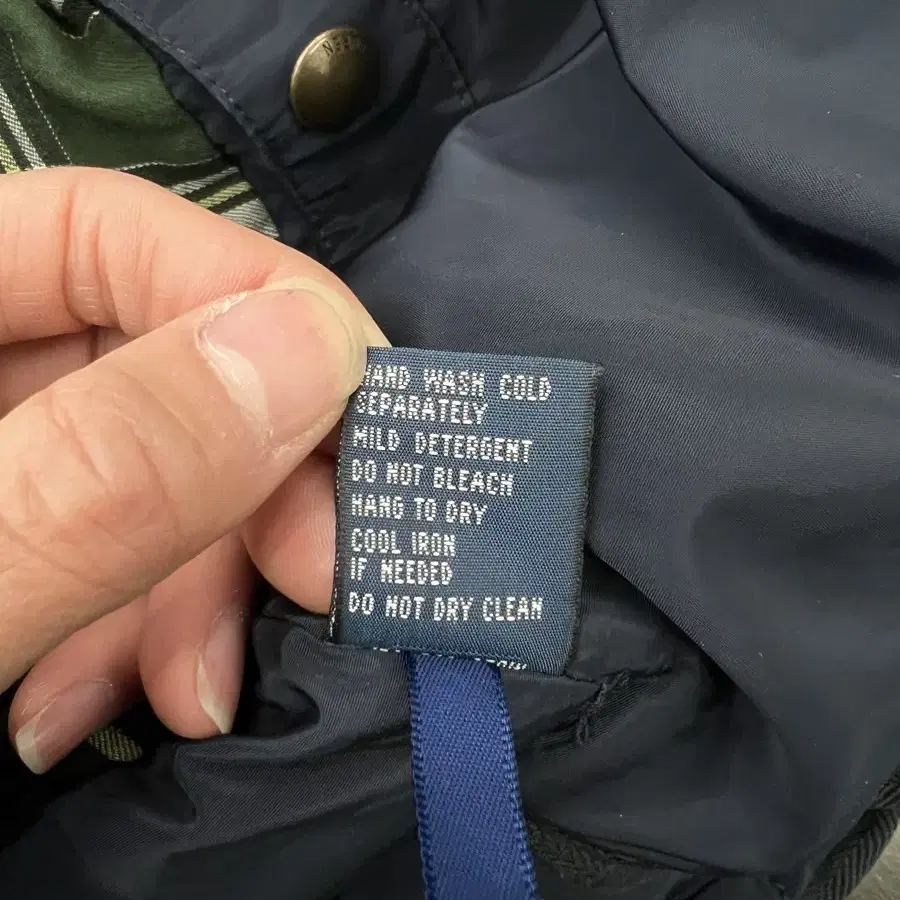 HAND WASH COLD
SEPARATELY
MILD DETERGENT
DO NOT BLEACH
HANG TO DRY
COOL IRON
IF NEEDED
DO NOT DRY CLEAN